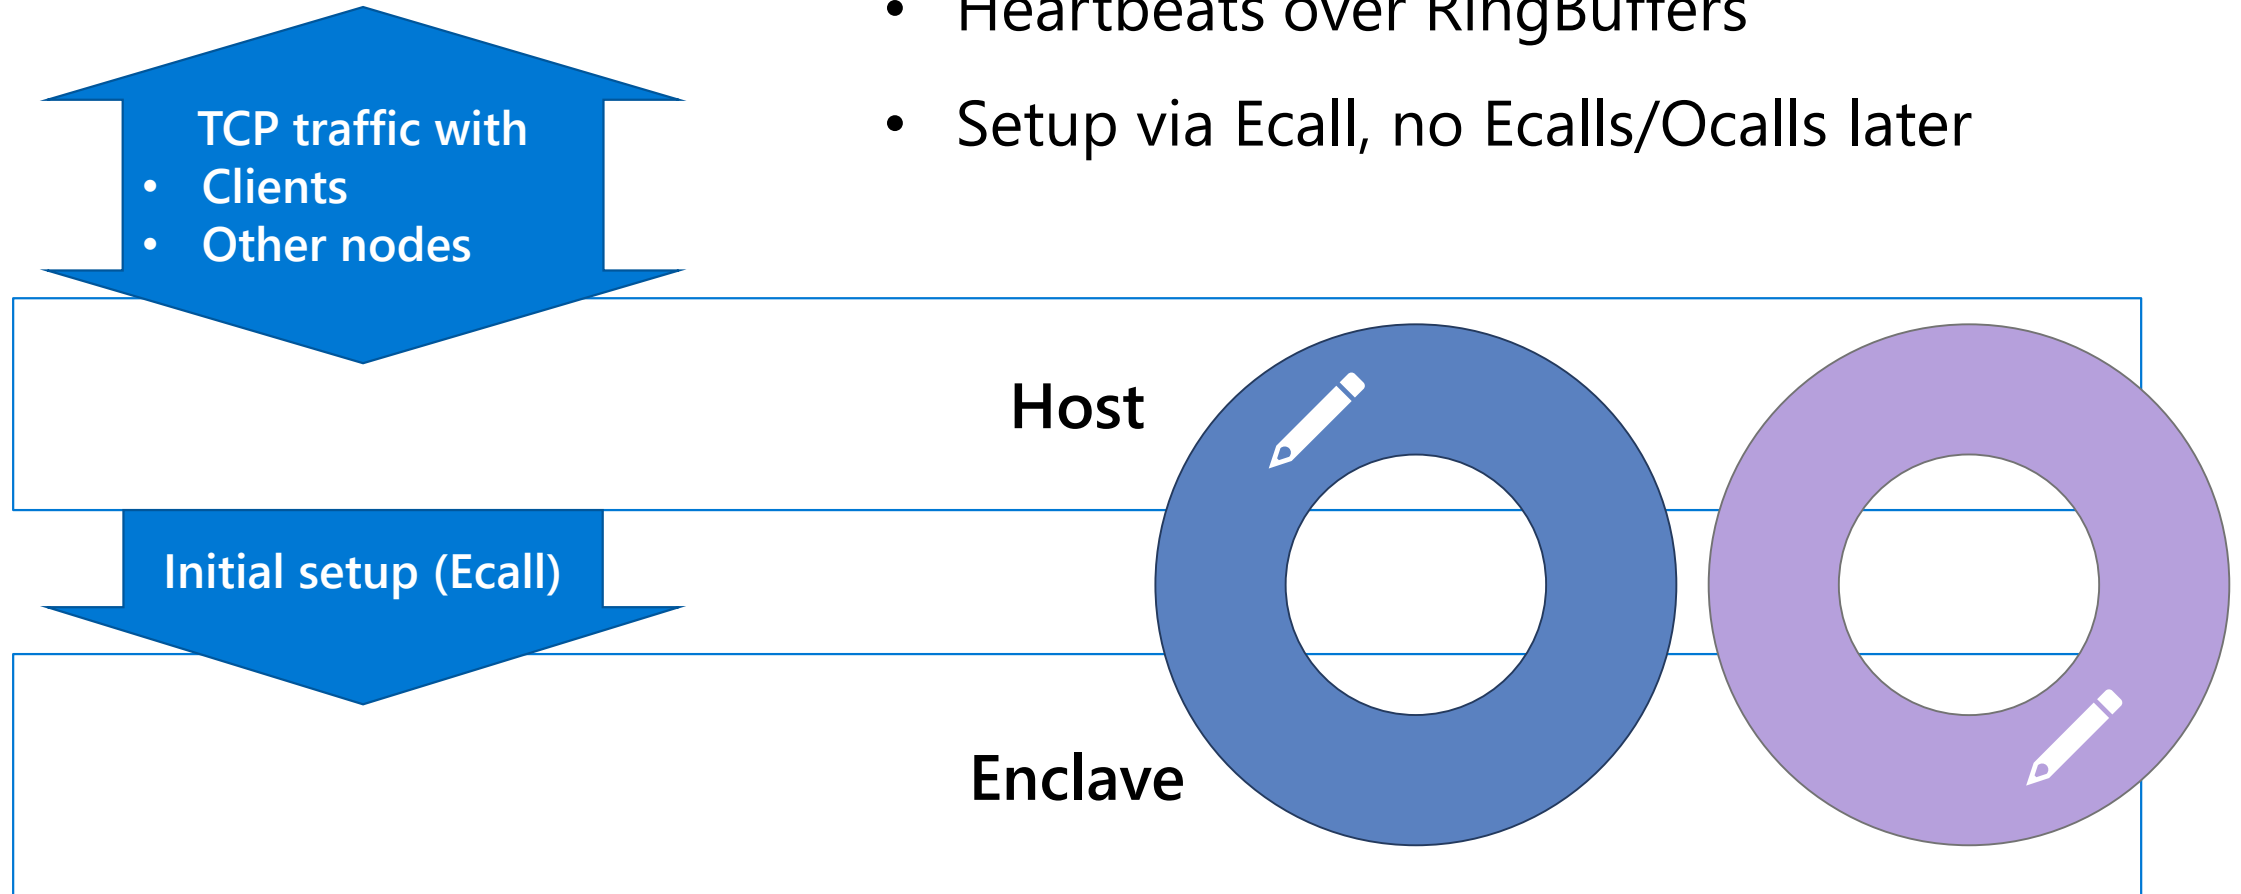 • Heartbeats over RingBuffers
• Setup via Ecall, no Ecalls/Ocalls later
TCP traffic with
• Clients
• Other nodes
Host
Initial setup (Ecall)
Enclave